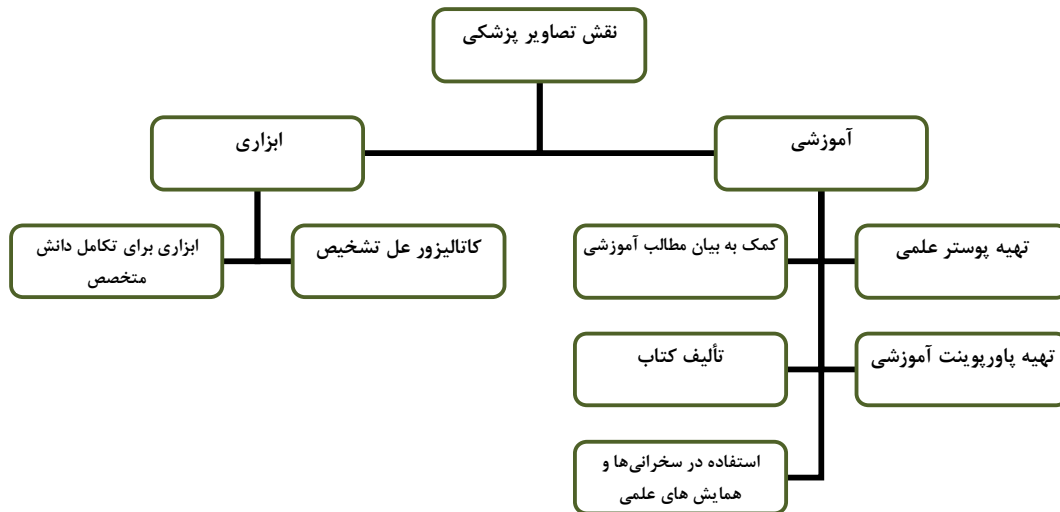 نقش تصاویر پزشکی
آموزشی
ابزاری
تهیه پوستر علمی
کمک به بیان مطالب آموزشی
کاتالیزور عل تشخیص
ابزاری برای تکامل دانش
متخصص
تهیه پاورپوینت آموزشی
تألیف کتاب
استفاده در سخرانی‌ها و
همایش های علمی